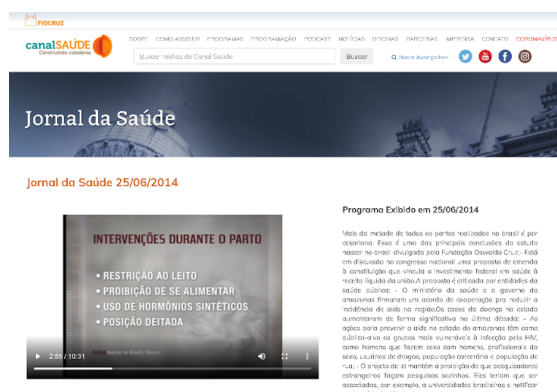 FIOCRUZ
canalSAÚDE
Construindo cidadania
SOBRE COMO ASSISTIR PROGRAMAS PROGRAMAÇÃO PODCAST NOTÍCIAS OFICINAS PARCERIAS IMPRENSA CONTATO CORONAVÍRUS
Buscar mídias do Canal Saúde
Buscar
Busca Avançada
Jornal da Saúde
Jornal da Saúde 25/06/2014
INTERVENÇÕES DURANTE O PARTO
• RESTRIÇÃO AO LEITO
• PROIBIÇÃO DE SE ALIMENTAR
• USO DE HORMÔNIOS SINTÉTICOS
• POSIÇÃO DEITADA
2:55 / 10:31
Programa Exibido em 25/06/2014
Mais da metade de todos os partos realizados no brasil é por
cesariana. Essa é uma das principais conclusões do estudo
nascer no brasil divulgado pela Fundação Oswaldo Cruz;- Está
em discussão no congresso nacional uma proposta de emenda
à constituição que vincula o investimento federal em saúde à
receita líquida da união.A proposta é criticada por entidades da
saúde pública; - O ministério da saúde e o governo do
amazonas firmaram um acordo de cooperação pra reduzir a
incidência de aids na região.Os casos da doença no estado
aumentaram de forma significativa na última década; - As
ações para prevenir a aids no estado do amazonas têm como
público-alvo os grupos mais vulneráveis à infecção pelo HIV,
como homens que fazem sexo com homens, profissionais do
sexo, usuários de drogas, população carcerária e população de
rua; - O projeto de lei mantém a proibição de que pesquisadores
estrangeiros façam pesquisas sozinhos. Eles teriam que ser
associados, por exemplo, a universidades brasileiras e notificar